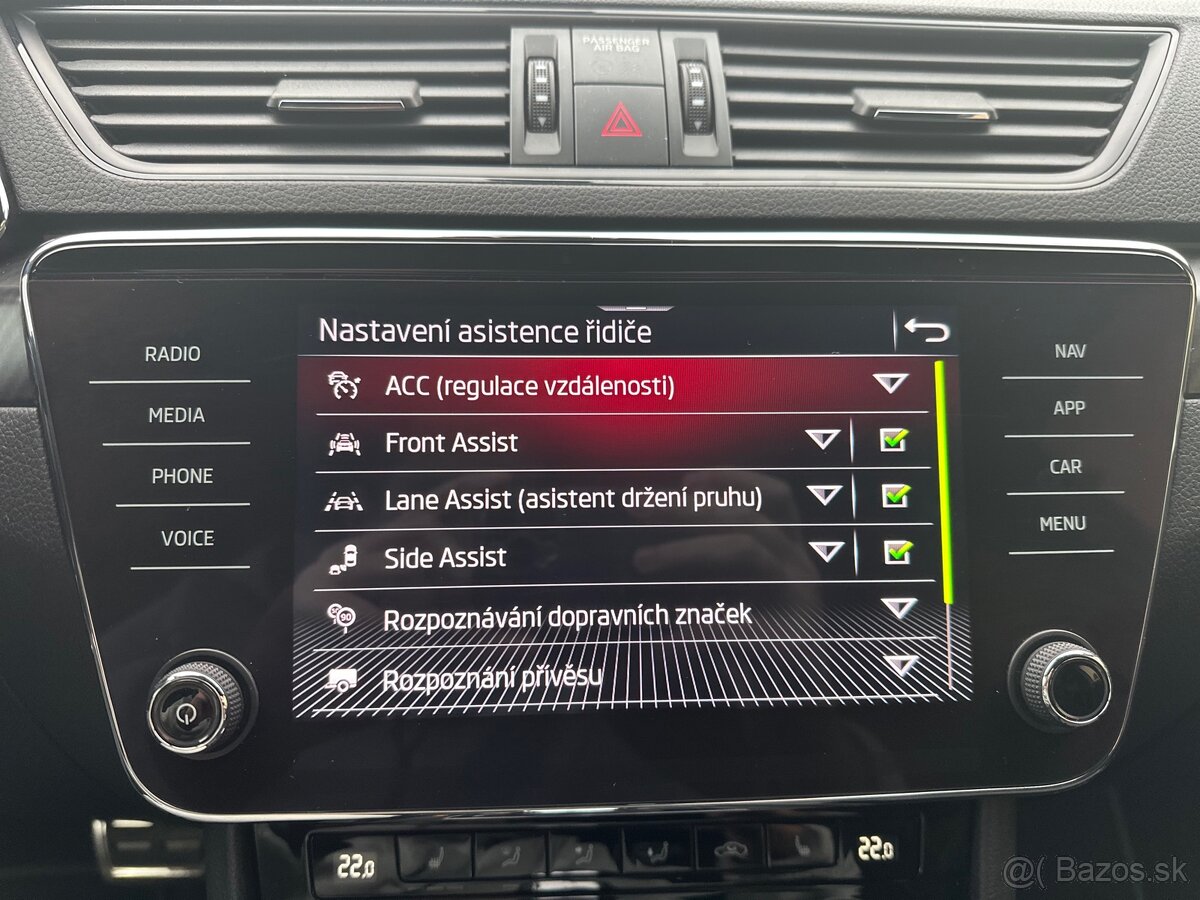 PASSENGER
AIR BAG
Nastavení asistence řidiče
RADIO
MEDIA
PHONE
VOICE
ACC (regulace vzdálenosti)
Front Assist
Lane Assist (asistent držení pruhu)
Side Assist
Rozpoznávání dopravních značek
90
Rozpoznání přívěsu
NAV
APP
CAR
MENU
22.0
22.0
@( Bazos.sk